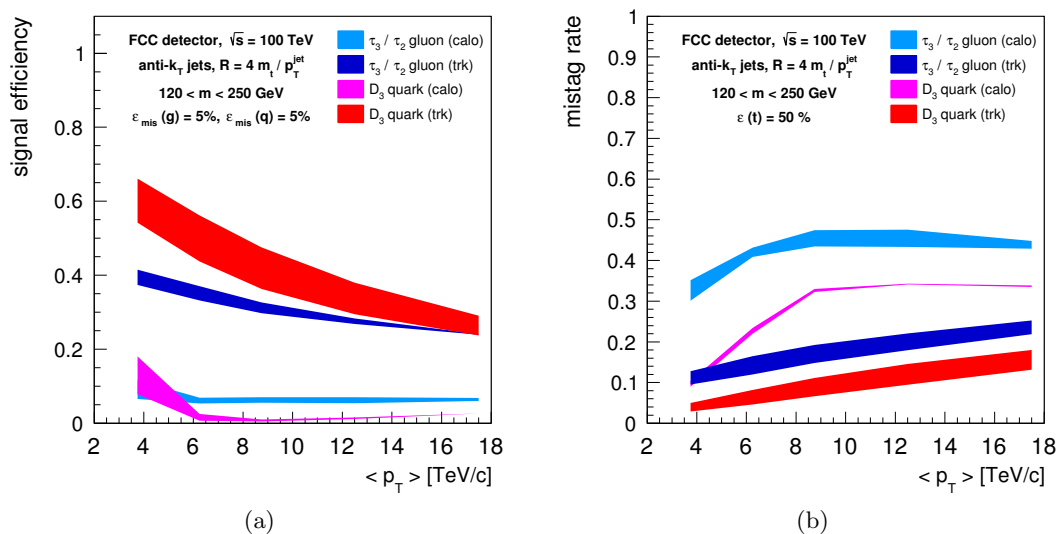 signal efficiency
1
0.8
0.6
0.4
0.2
0
2 4 6 8 10 12 14 16 18
< p_T > [TeV/c]
FCC detector, √s = 100 TeV
anti-k_T jets, R = 4 m_t / p_T^jet
120 < m < 250 GeV
ε_mis (g) = 5%, ε_mis (q) = 5%
τ_3 / τ_2 gluon (calo)
τ_3 / τ_2 gluon (trk)
D_3 quark (calo)
D_3 quark (trk)
(a)
mistag rate
1
0.9
0.8
0.7
0.6
0.5
0.4
0.3
0.2
0.1
0
2 4 6 8 10 12 14 16 18
< p_T > [TeV/c]
FCC detector, √s = 100 TeV
anti-k_T jets, R = 4 m_t / p_T^jet
120 < m < 250 GeV
ε (t) = 50 %
τ_3 / τ_2 gluon (calo)
τ_3 / τ_2 gluon (trk)
D_3 quark (calo)
D_3 quark (trk)
(b)